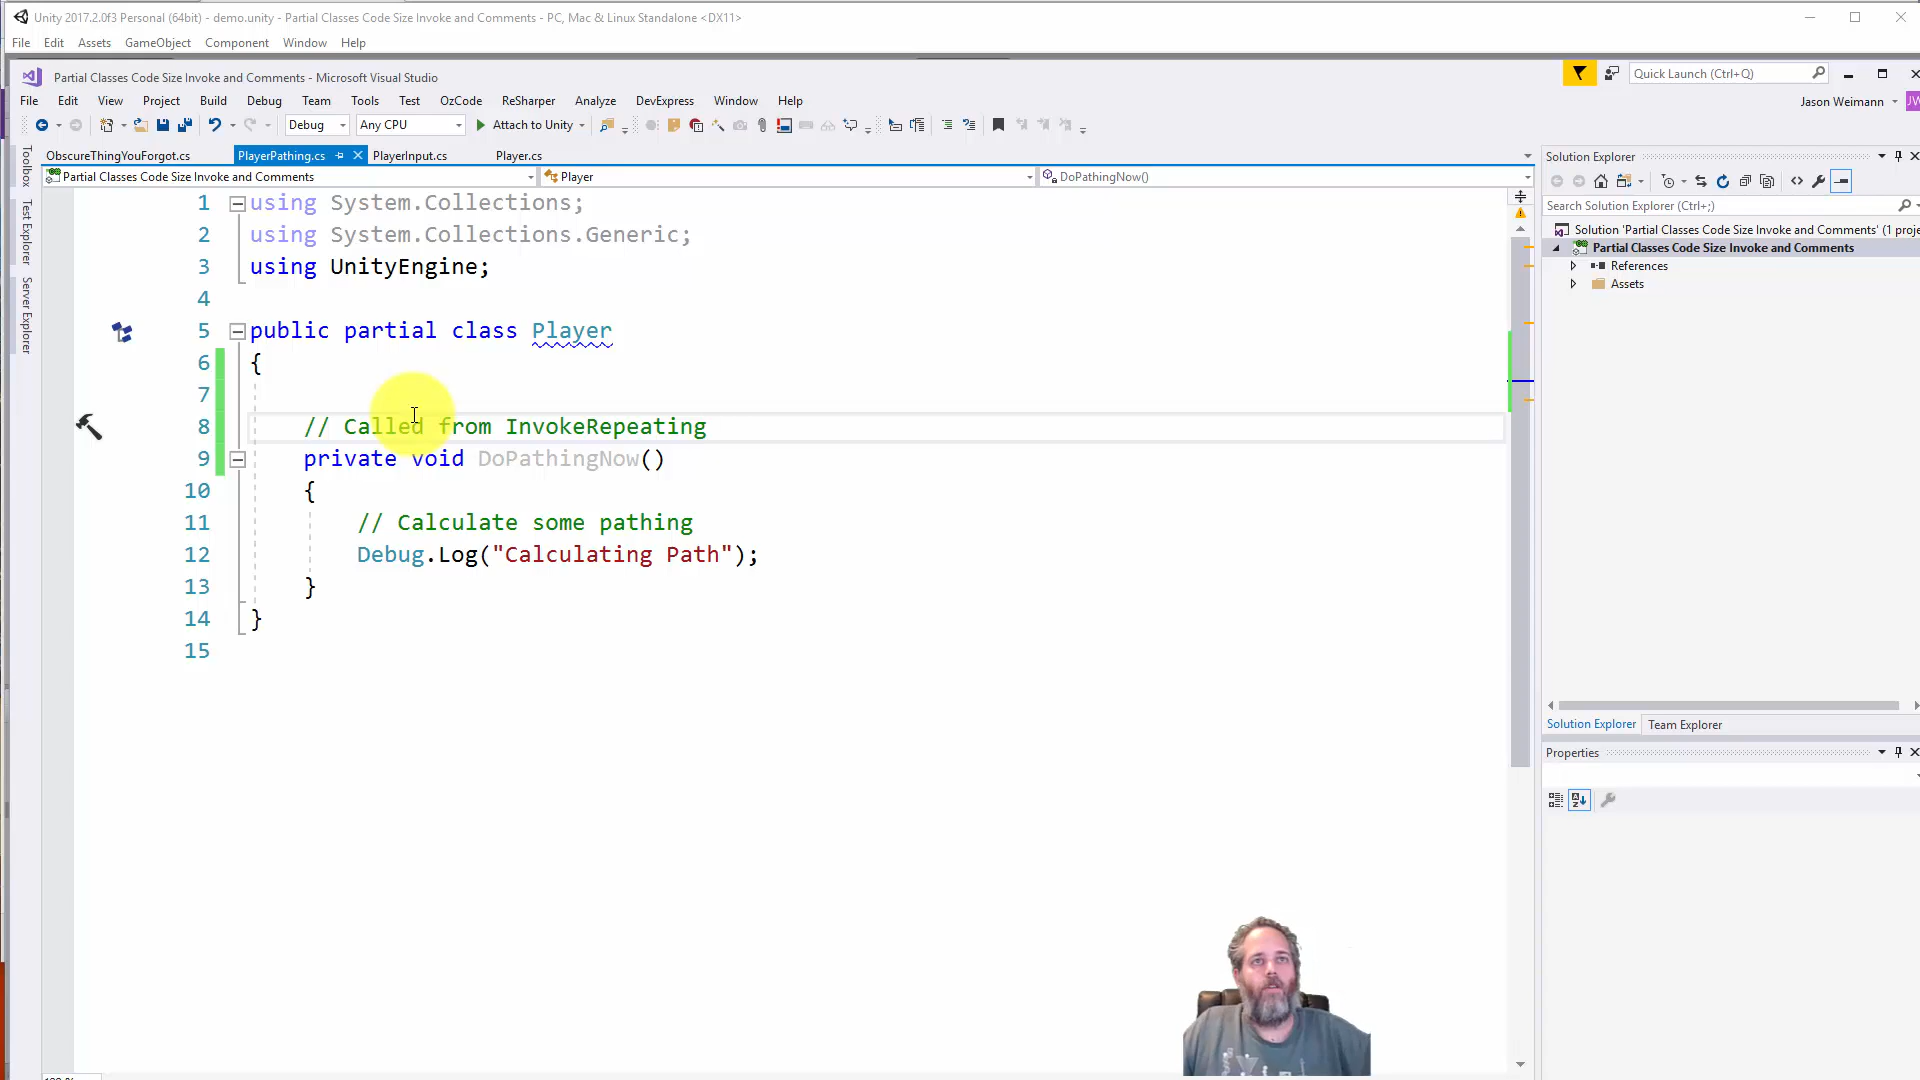 Unity 2017.2.0f3 Personal (64bit) - demo.unity - Partial Classes Code Size Invoke and Comments - PC, Mac & Linux Standalone <DX11>
File Edit Assets GameObject Component Window Help
Partial Classes Code Size Invoke and Comments - Microsoft Visual Studio
Quick Launch (Ctrl+Q)
File Edit View Project Build Debug Team Tools Test OzCode ReSharper Analyze DevExpress Window Help
Jason Weimann JW
Debug Any CPU Attach to Unity
ObscureThingYouForgot.cs PlayerPathing.cs PlayerInput.cs Player.cs
Partial Classes Code Size Invoke and Comments Player DoPathingNow()
Toolbox
Test Explorer
Server Explorer
1 using System.Collections;
2 using System.Collections.Generic;
3 using UnityEngine;
4
5 public partial class Player
6 {
7
8 // Called from InvokeRepeating
9 private void DoPathingNow()
10 {
11 // Calculate some pathing
12 Debug.Log("Calculating Path");
13 }
14 }
15
Solution Explorer
Search Solution Explorer (Ctrl+;)
Solution 'Partial Classes Code Size Invoke and Comments' (1 proje
Partial Classes Code Size Invoke and Comments
References
Assets
Solution Explorer Team Explorer
Properties